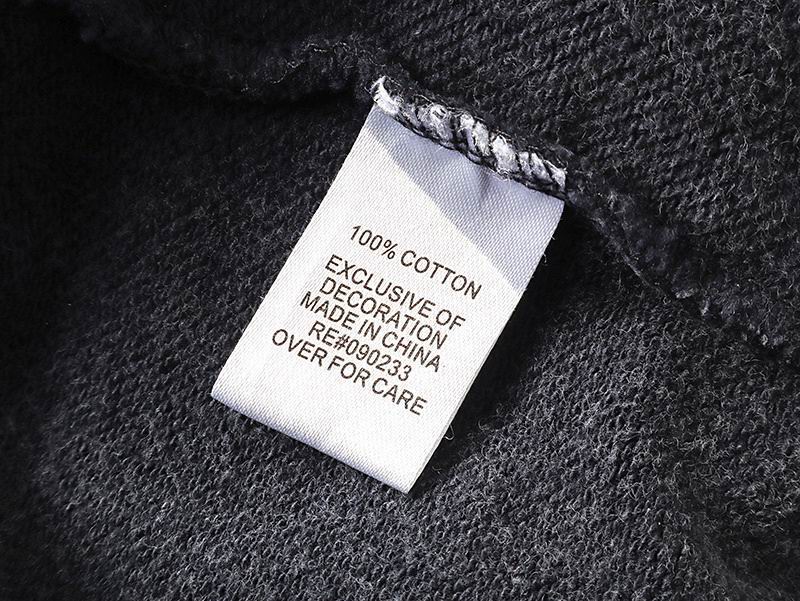 100% COTTON
EXCLUSIVE OF
DECORATION
MADE IN CHINA
RE#090233
OVER FOR CARE